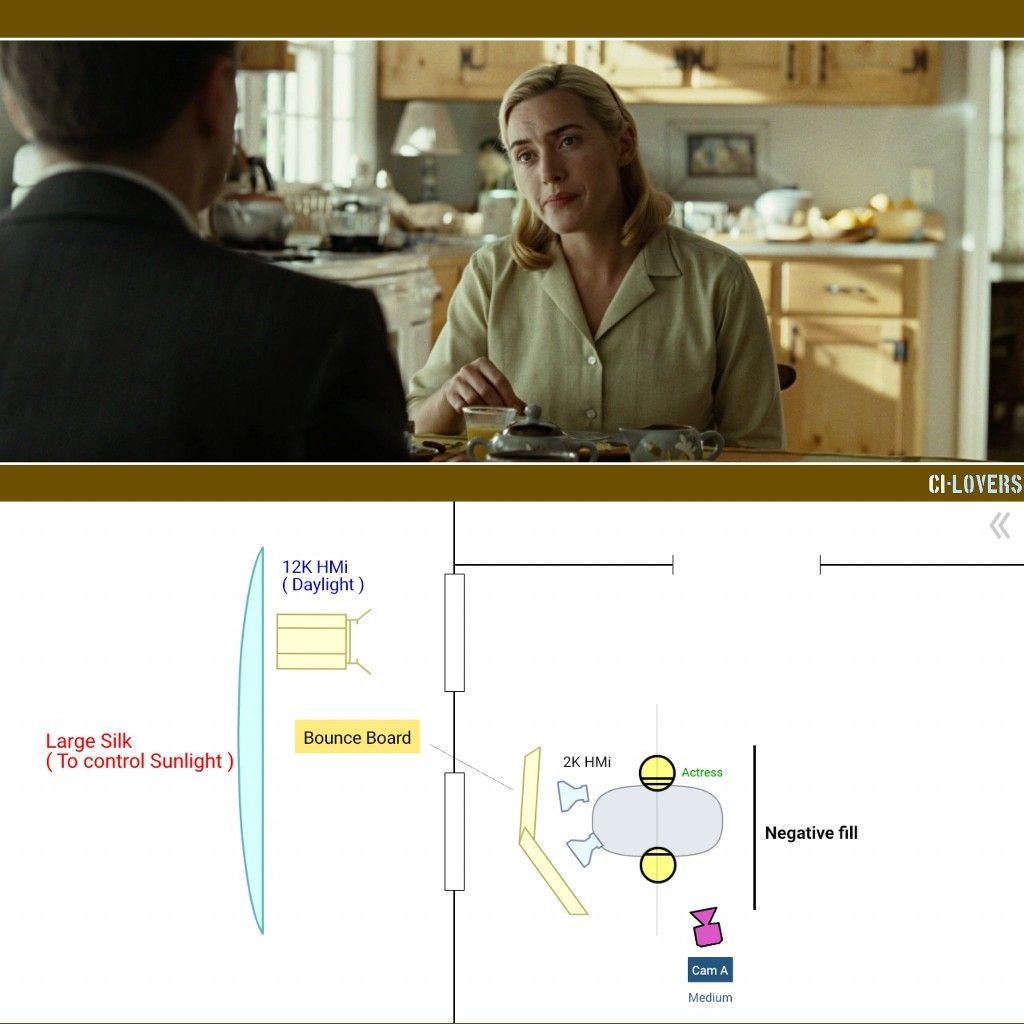 CI-LOVERS
12K HMi
( Daylight )
Large Silk
( To control Sunlight )
Bounce Board
2K HMi
Actress
Negative fill
Cam A
Medium